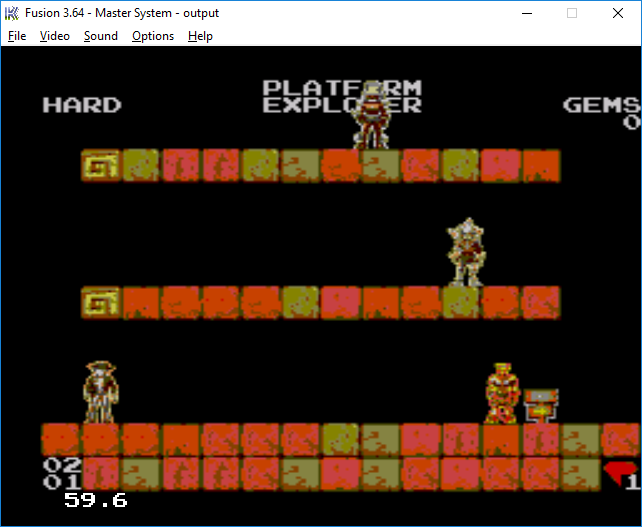 Fusion 3.64 - Master System - output
File Video Sound Options Help
PLATFORM
HARD EXPLORER GEMS
0
02
01 1
59.6